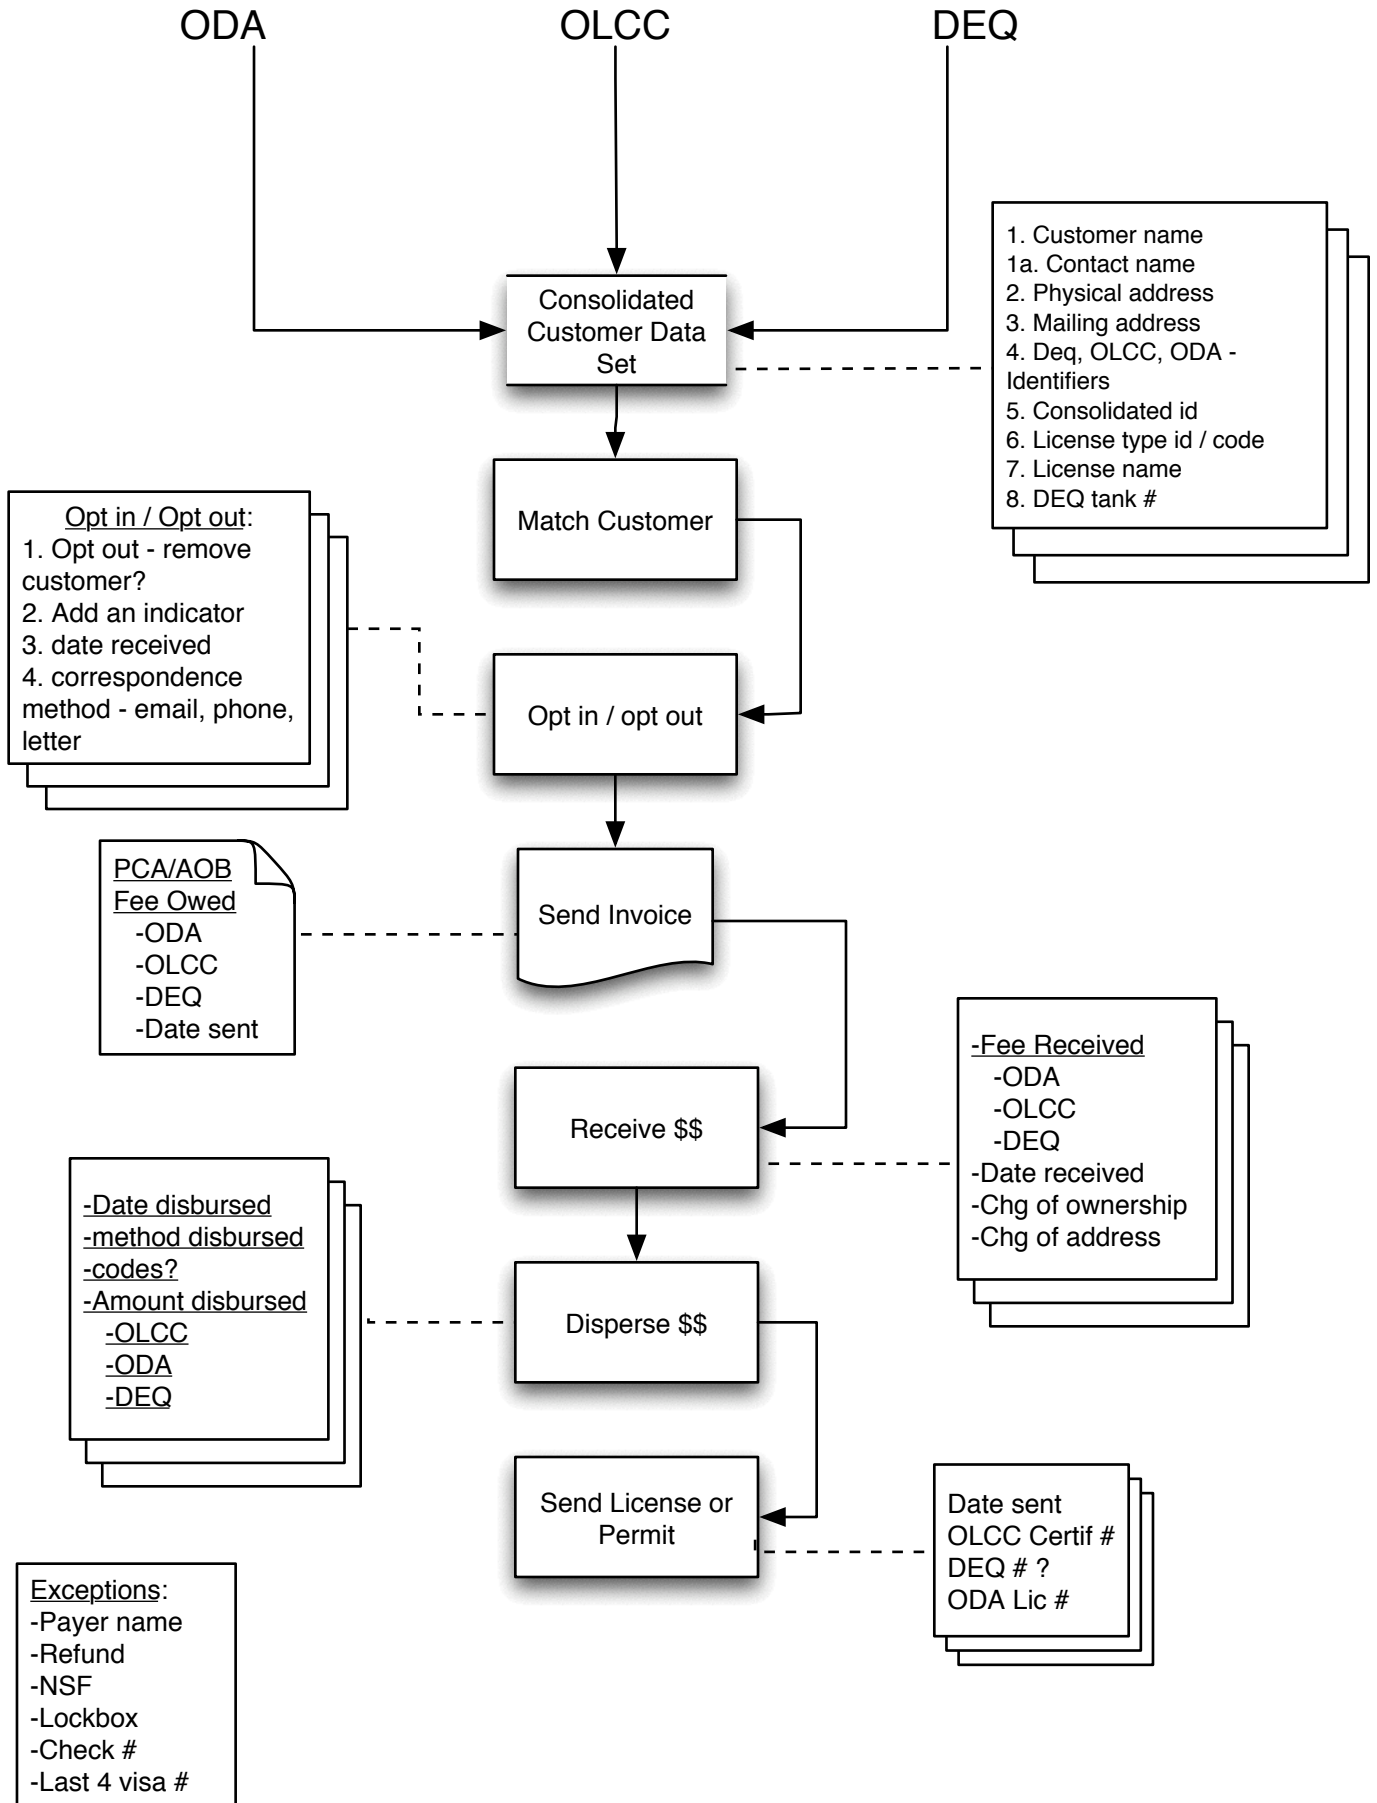 ODA
OLCC
DEQ
Consolidated
Customer Data
Set
1. Customer name
1a. Contact name
2. Physical address
3. Mailing address
4. Deq, OLCC, ODA -
Identifiers
5. Consolidated id
6. License type id / code
7. License name
8. DEQ tank #
Match Customer
Opt in / Opt out:
1. Opt out - remove
customer?
2. Add an indicator
3. date received
4. correspondence
method - email, phone,
letter
Opt in / opt out
PCA/AOB
Fee Owed
-ODA
-OLCC
-DEQ
-Date sent
Send Invoice
-Fee Received
-ODA
-OLCC
-DEQ
-Date received
-Chg of ownership
-Chg of address
Receive $$
-Date disbursed
-method disbursed
-codes?
-Amount disbursed
-OLCC
-ODA
-DEQ
Disperse $$
Send License or
Permit
Date sent
OLCC Certif #
DEQ # ?
ODA Lic #
Exceptions:
-Payer name
-Refund
-NSF
-Lockbox
-Check #
-Last 4 visa #